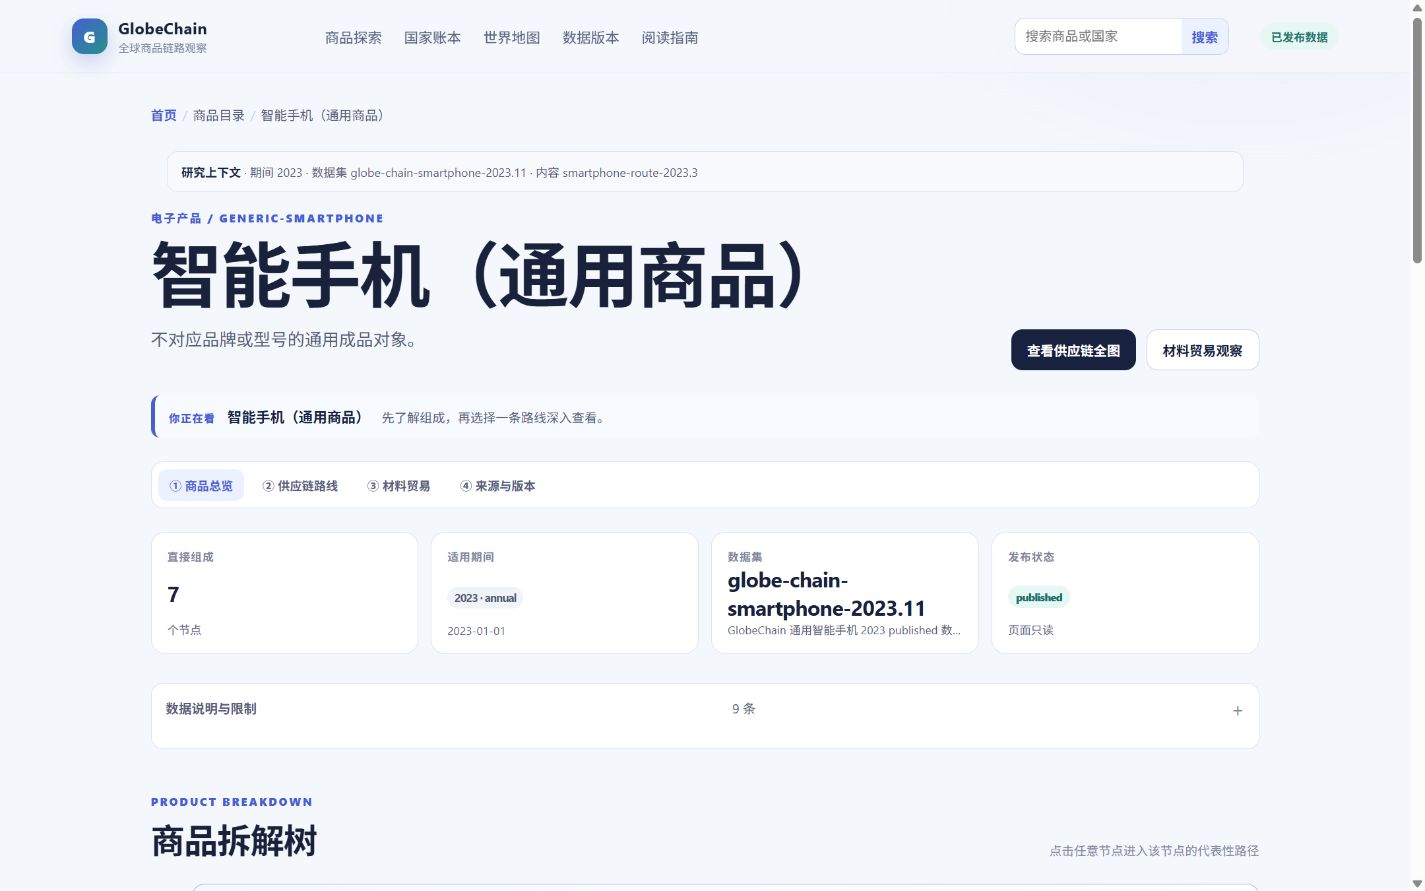 G
GlobeChain
全球商品链路观察
商品探索 国家账本 世界地图 数据版本 阅读指南
搜索商品或国家 搜索
已发布数据
首页 / 商品目录 / 智能手机（通用商品）
研究上下文 · 期间 2023 · 数据集 globe-chain-smartphone-2023.11 · 内容 smartphone-route-2023.3
电子产品 / GENERIC-SMARTPHONE
智能手机（通用商品）
不对应品牌或型号的通用成品对象。
查看供应链全图 材料贸易观察
你正在看 智能手机（通用商品） 先了解组成，再选择一条路线深入查看。
① 商品总览 ② 供应链路线 ③ 材料贸易 ④ 来源与版本
直接组成
7
个节点
适用期间
2023 · annual
2023-01-01
数据集
globe-chain-
smartphone-2023.11
GlobeChain 通用智能手机 2023 published 数...
发布状态
published
页面只读
数据说明与限制 9 条 +
PRODUCT BREAKDOWN
商品拆解树
点击任意节点进入该节点的代表性路径